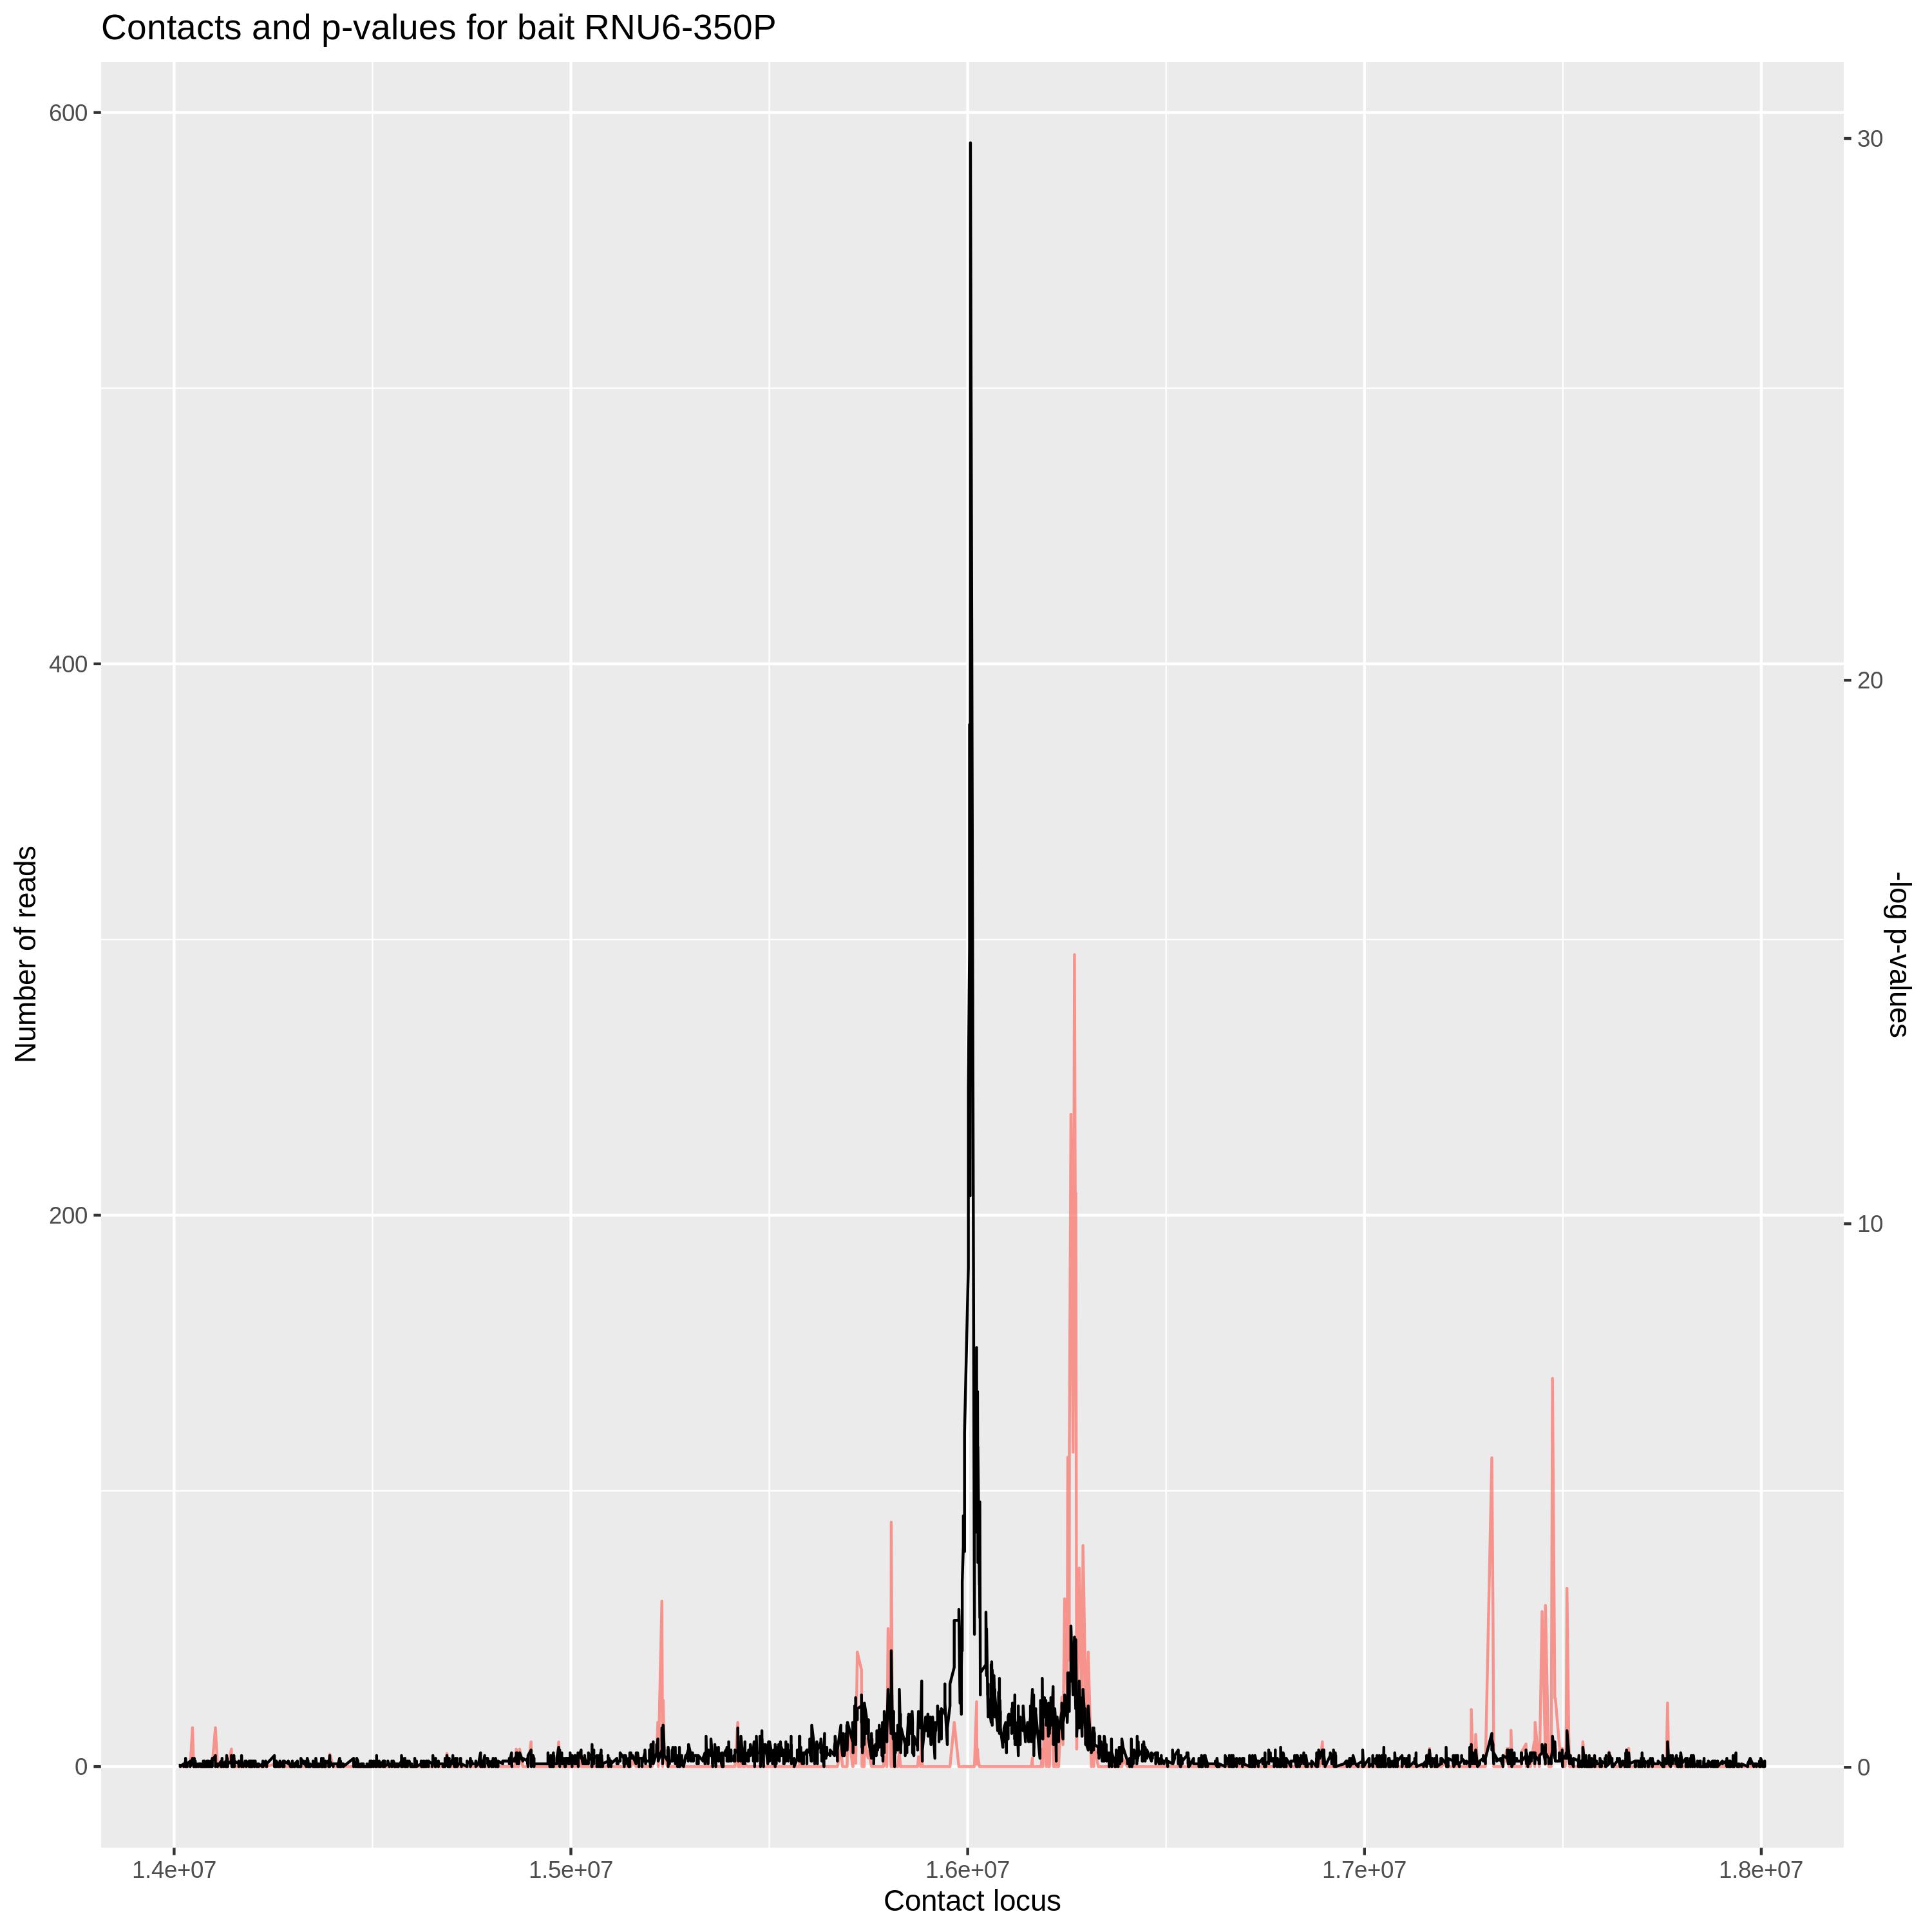 Contacts and p-values for bait RNU6-350P
600
400
200
0
Number of reads
30
20
10
0
-log p-values
1.4e+07
1.5e+07
1.6e+07
1.7e+07
1.8e+07
Contact locus